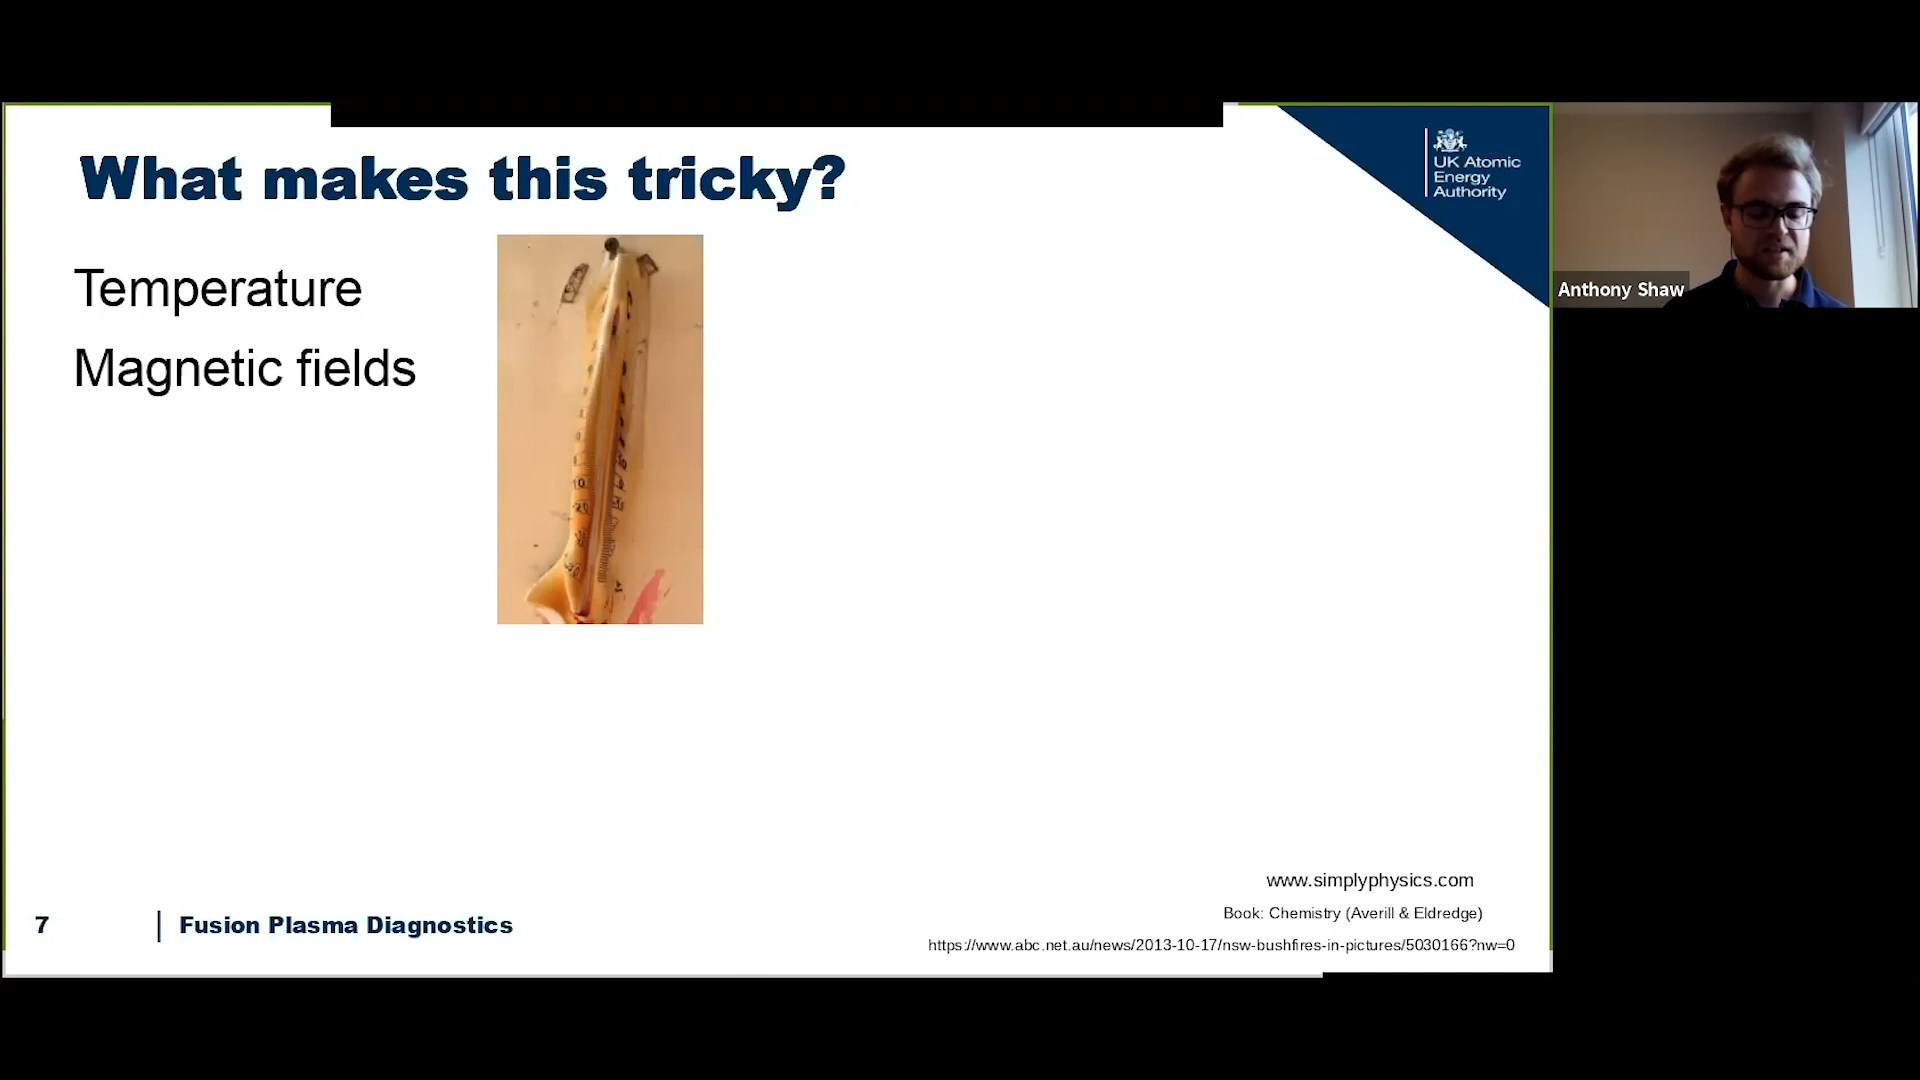 What makes this tricky?
UK Atomic
Energy
Authority
Temperature
Magnetic fields
10
Anthony Shaw
www.simplyphysics.com
Book: Chemistry (Averill & Eldredge)
https://www.abc.net.au/news/2013-10-17/nsw-bushfires-in-pictures/5030166?nw=0
7
Fusion Plasma Diagnostics